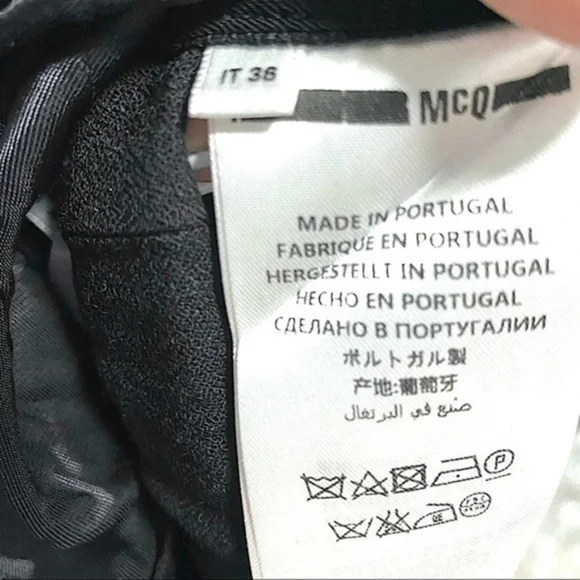 IT 38
McQ
MADE IN PORTUGAL
FABRIQUE EN PORTUGAL
HERGESTELLT IN PORTUGAL
HECHO EN PORTUGAL
СДЕЛАНО В ПОРТУГАЛИИ
ポルトガル製
产地:葡萄牙
صنع في البرتغال
P